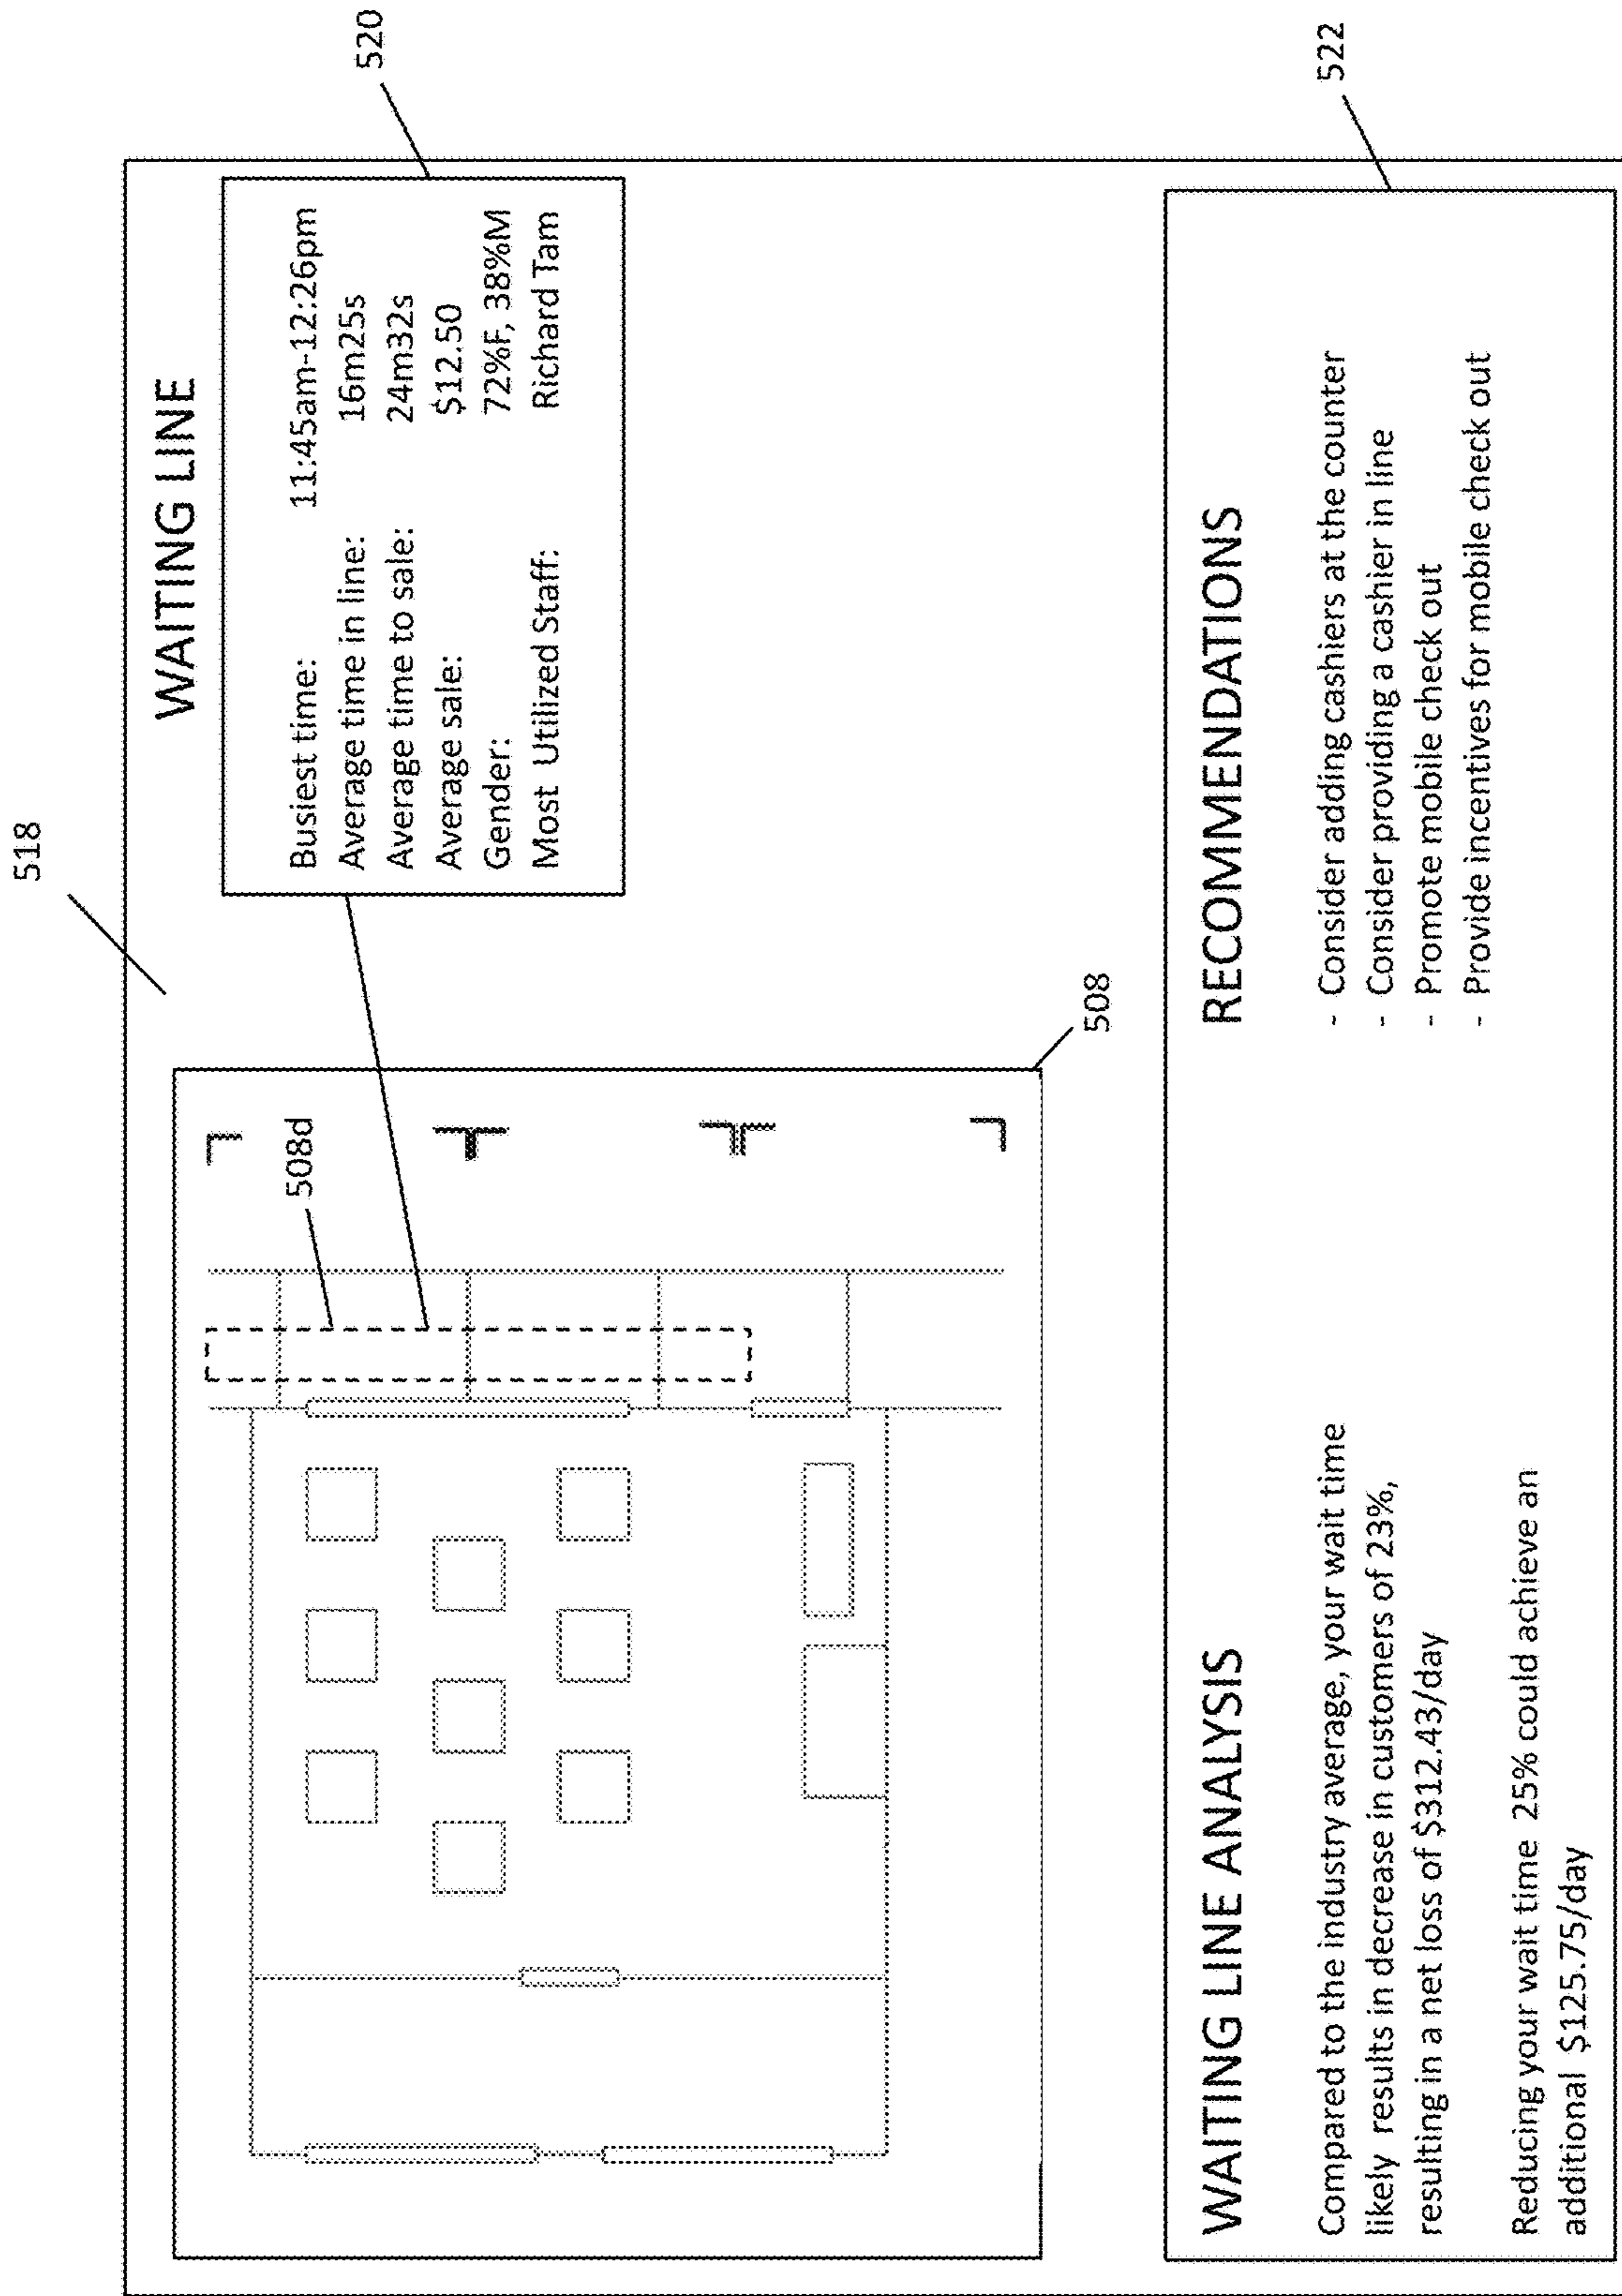 518
WAITING LINE
520
Busiest time: 11:45am-12:26pm
Average time in line: 16m25s
Average time to sale: 24m32s
Average sale: $12.50
Gender: 72%F, 38%M
Most Utilized Staff: Richard Tam
508d
508
WAITING LINE ANALYSIS
Compared to the industry average, your wait time
likely results in decrease in customers of 23%,
resulting in a net loss of $312.43/day
Reducing your wait time 25% could achieve an
additional $125.75/day
RECOMMENDATIONS
- Consider adding cashiers at the counter
- Consider providing a cashier in line
- Promote mobile check out
- Provide incentives for mobile check out
522